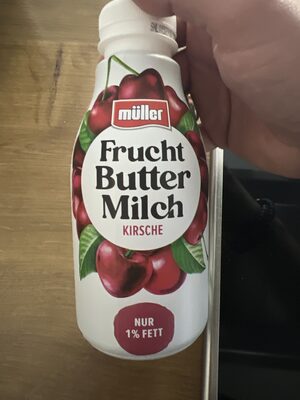 müller
Frucht
Butter
Milch
KIRSCHE
NUR
1% FETT